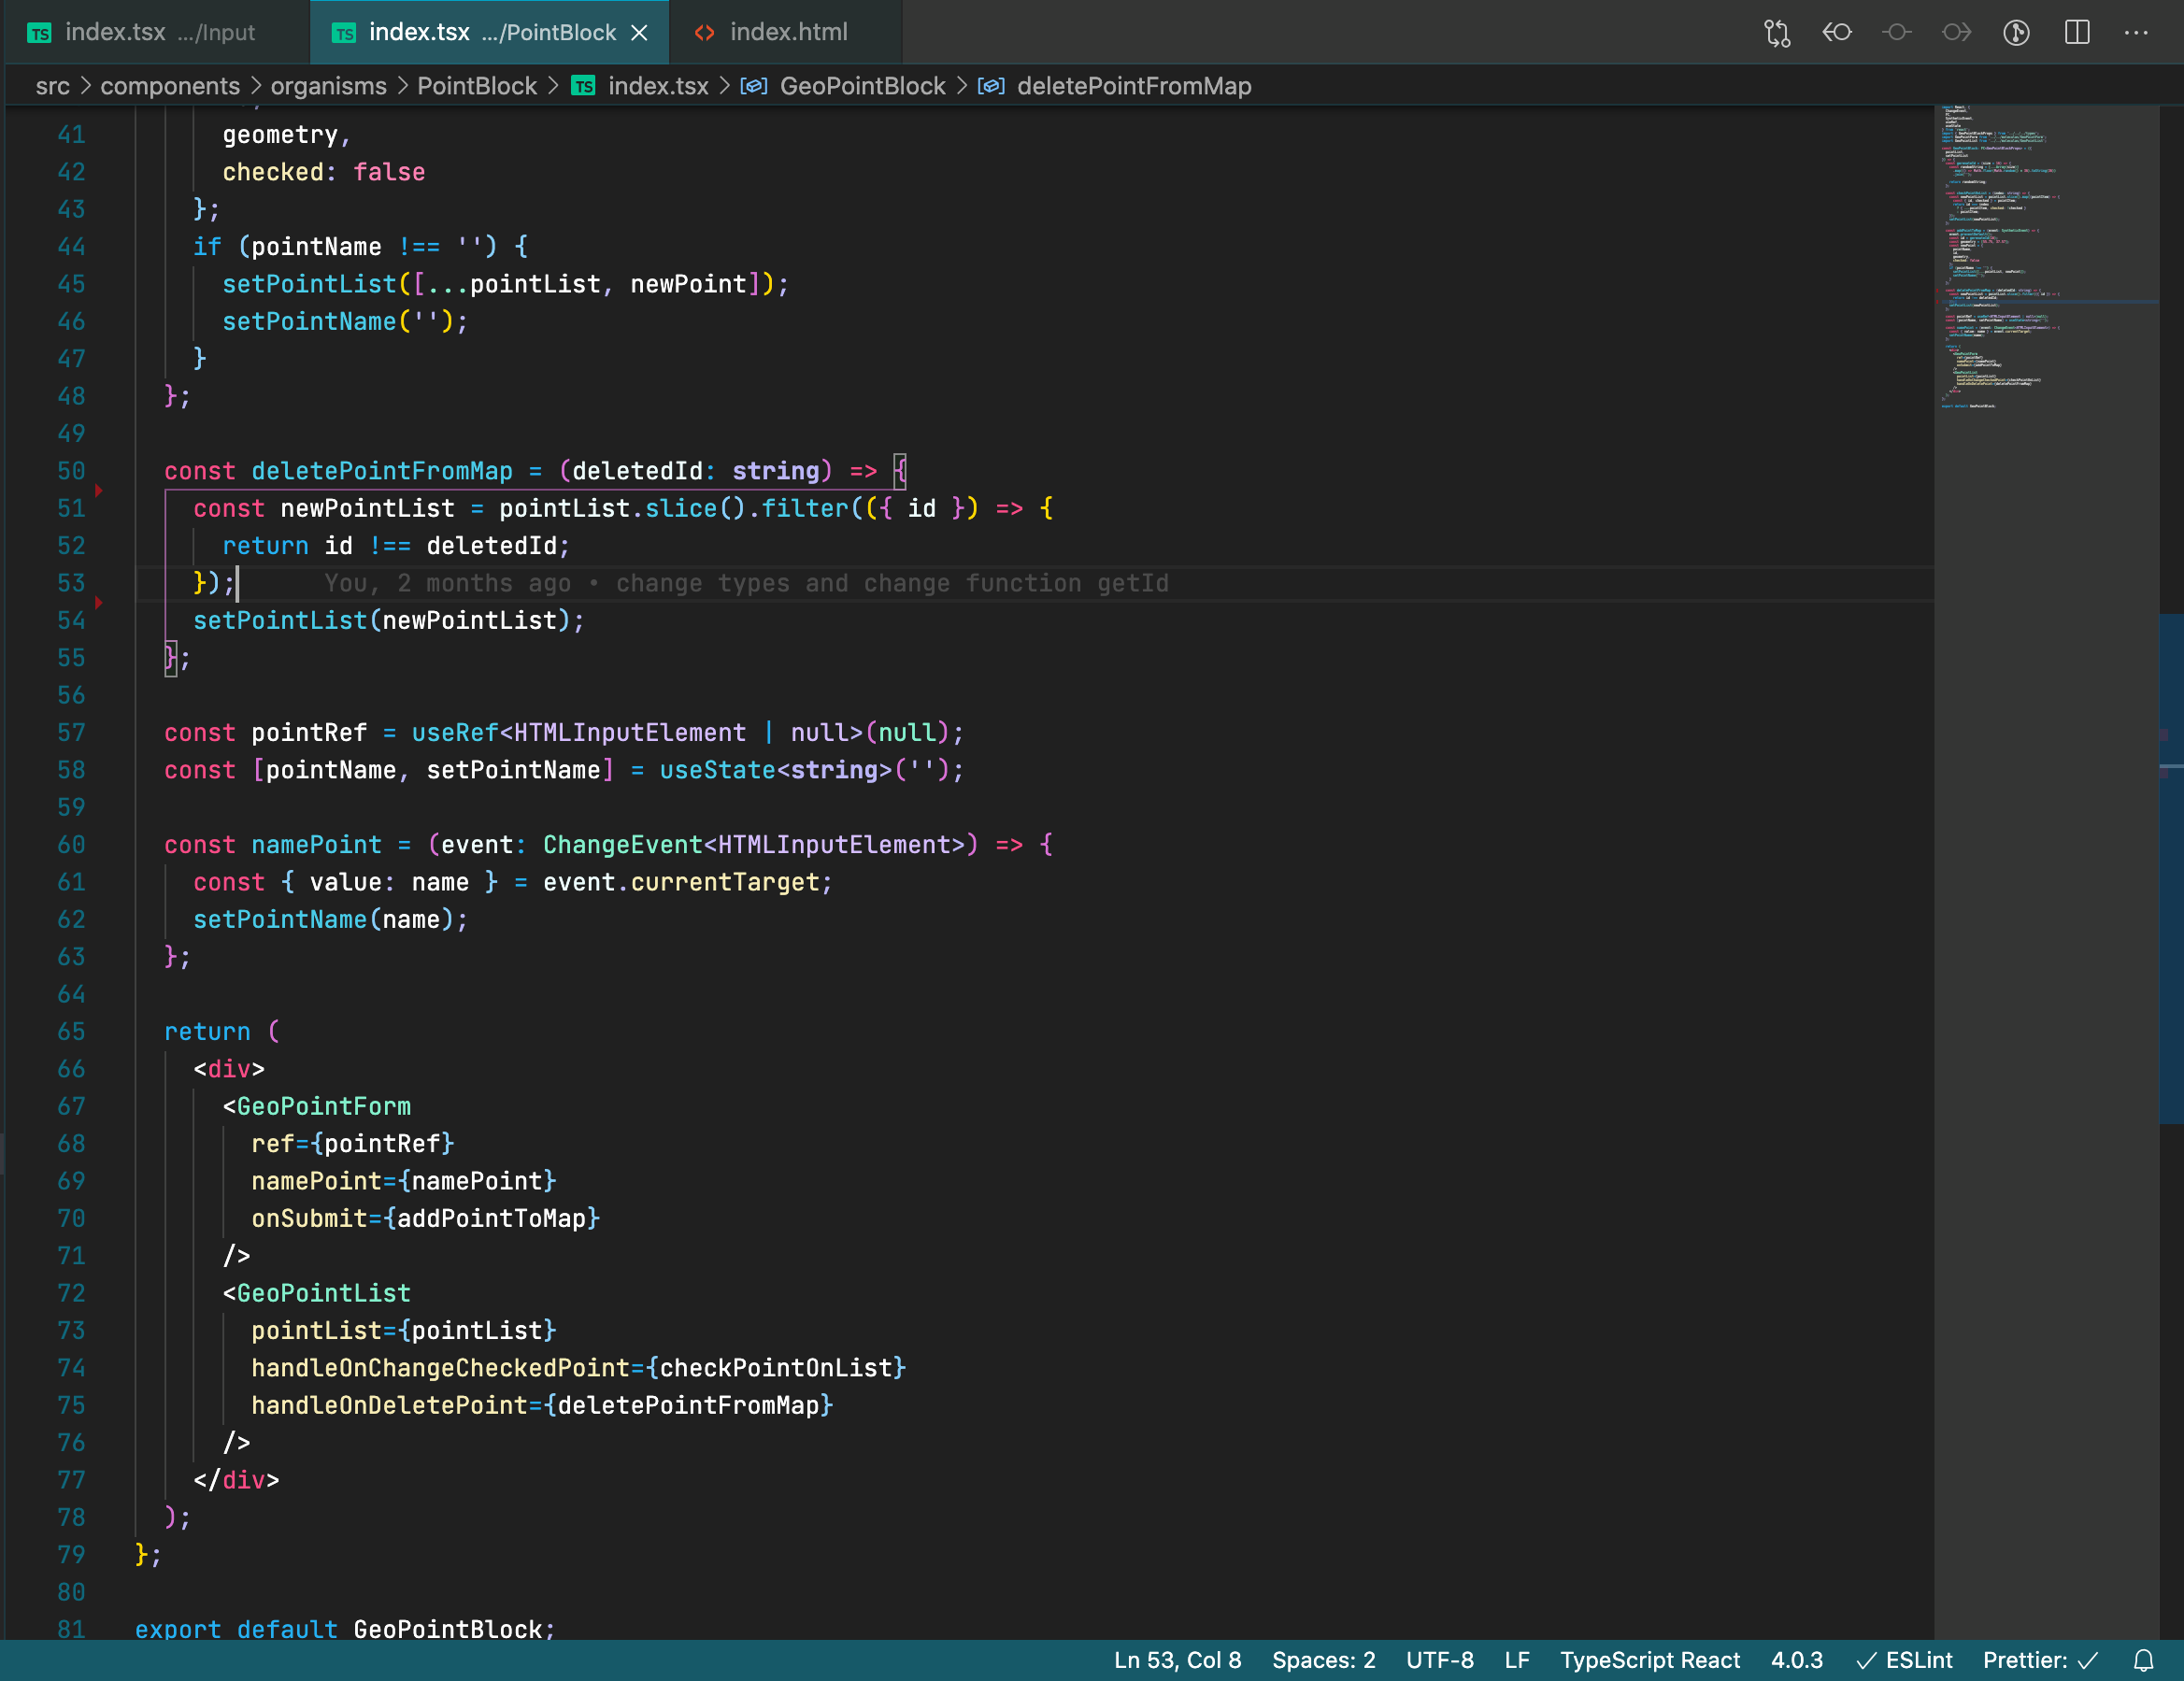 index.tsx .../Input
index.tsx .../PointBlock
index.html
src > components > organisms > PointBlock > TS index.tsx > GeoPointBlock > deletePointFromMap
41 geometry,
42 checked: false
43 };
44 if (pointName !== '') {
45 setPointList([...pointList, newPoint]);
46 setPointName('');
47 }
48 };
49
50 const deletePointFromMap = (deletedId: string) => {
51 const newPointList = pointList.slice().filter(({ id }) => {
52 return id !== deletedId;
53 }); You, 2 months ago • change types and change function getId
54 setPointList(newPointList);
55 };
56
57 const pointRef = useRef<HTMLInputElement | null>(null);
58 const [pointName, setPointName] = useState<string>('');
59
60 const namePoint = (event: ChangeEvent<HTMLInputElement>) => {
61 const { value: name } = event.currentTarget;
62 setPointName(name);
63 };
64
65 return (
66 <div>
67 <GeoPointForm
68 ref={pointRef}
69 namePoint={namePoint}
70 onSubmit={addPointToMap}
71 />
72 <GeoPointList
73 pointList={pointList}
74 handleOnChangeCheckedPoint={checkPointOnList}
75 handleOnDeletePoint={deletePointFromMap}
76 />
77 </div>
78 );
79 };
80
81 export default GeoPointBlock;
Ln 53, Col 8 Spaces: 2 UTF-8 LF TypeScript React 4.0.3 ✓ ESLint Prettier: ✓